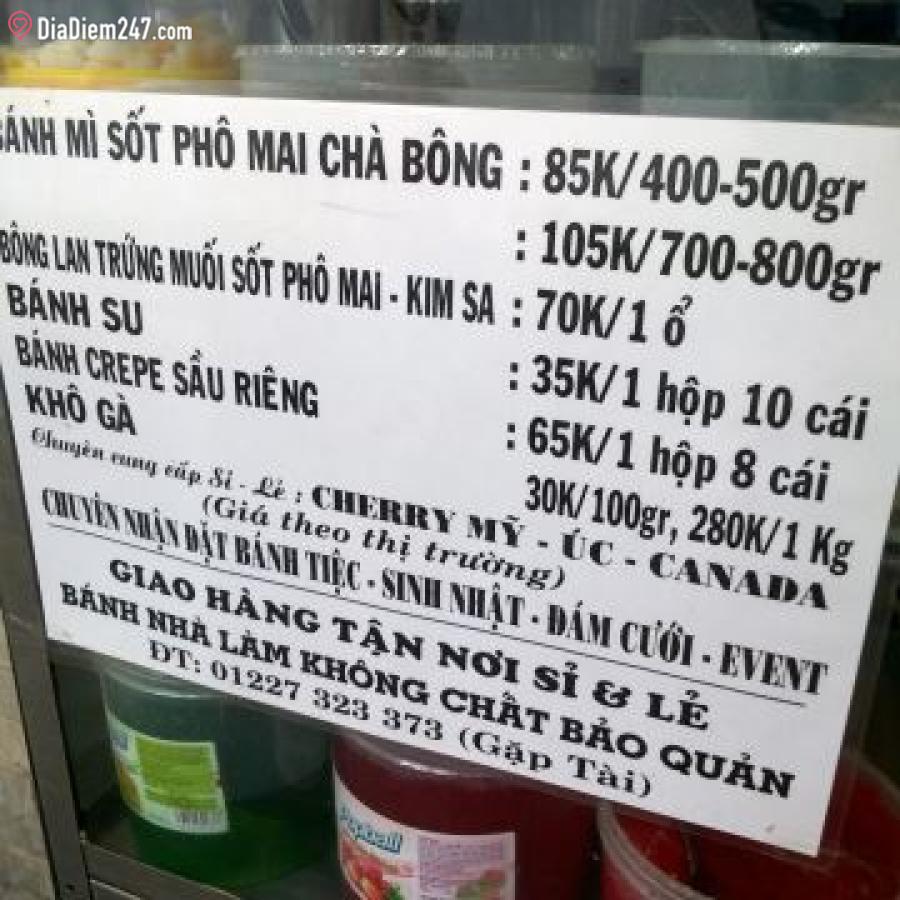 DiaDiem247.com
BÁNH MÌ SỐT PHÔ MAI CHÀ BÔNG : 85K/400-500gr
: 105K/700-800gr
BÔNG LAN TRỨNG MUỐI SỐT PHÔ MAI - KIM SA : 70K/1 ổ
BÁNH SU : 35K/1 hộp 10 cái
BÁNH CREPE SẦU RIÊNG : 65K/1 hộp 8 cái
KHÔ GÀ 30K/100gr, 280K/1 Kg
Chuyên cung cấp Sỉ - Lẻ : CHERRY MỸ - ÚC - CANADA
(Giá theo thị trường)
CHUYÊN NHẬN ĐẶT BÁNH TIỆC - SINH NHẬT - ĐÁM CƯỚI - EVENT
GIAO HÀNG TẬN NƠI SỈ & LẺ
BÁNH NHÀ LÀM KHÔNG CHẤT BẢO QUẢN
ĐT: 01227 323 373 (Gặp Tài)